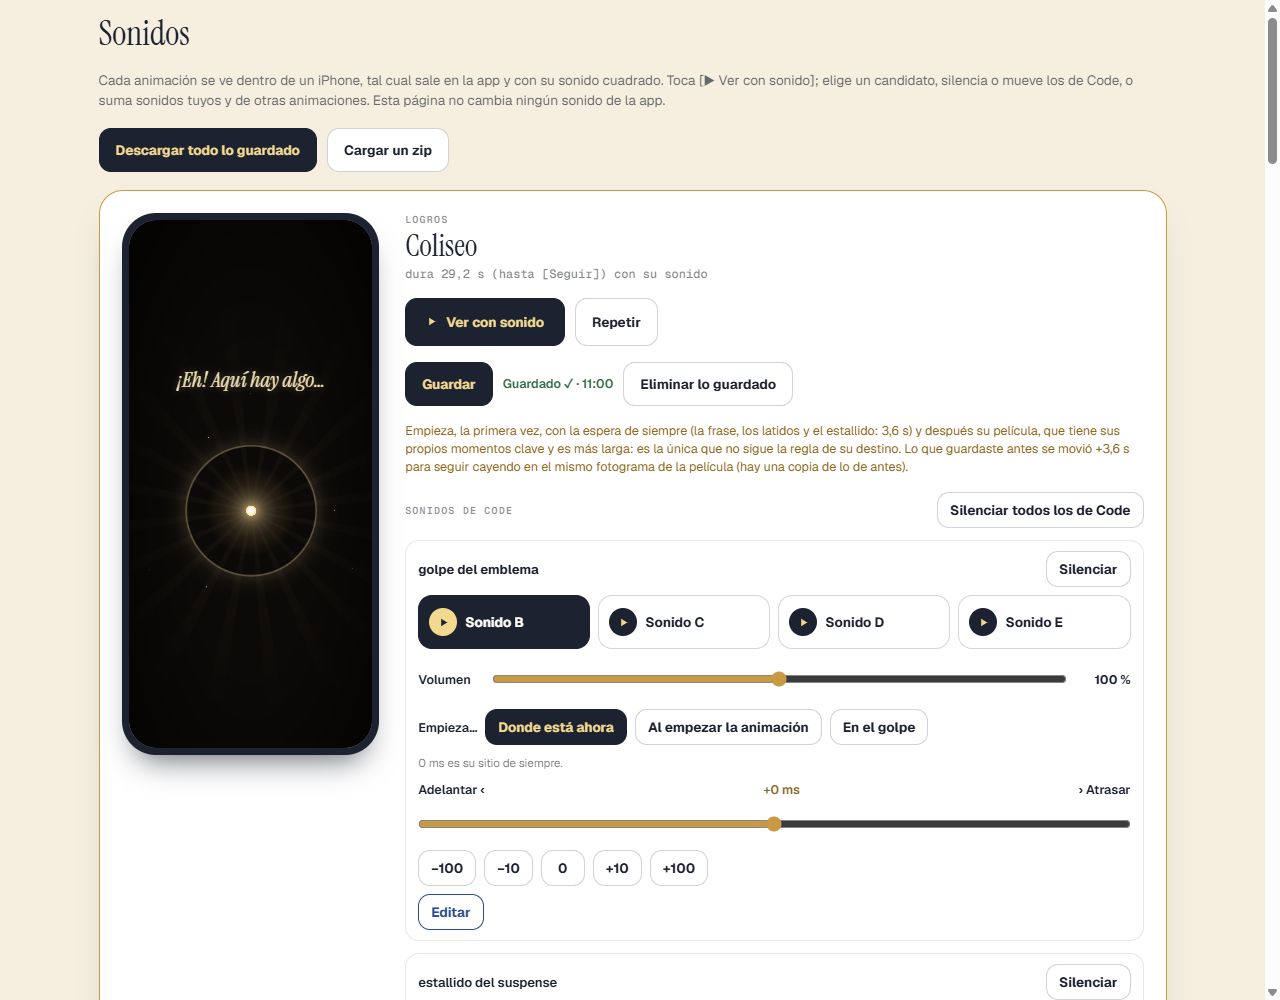 Sonidos
Cada animación se ve dentro de un iPhone, tal cual sale en la app y con su sonido cuadrado. Toca [▶ Ver con sonido]; elige un candidato, silencia o mueve los de Code, o
suma sonidos tuyos y de otras animaciones. Esta página no cambia ningún sonido de la app.
Descargar todo lo guardado
Cargar un zip
¡Eh! Aquí hay algo...
LOGROS
Coliseo
dura 29,2 s (hasta [Seguir]) con su sonido
▶ Ver con sonido
Repetir
Guardar
Guardado ✓ · 11:00
Eliminar lo guardado
Empieza, la primera vez, con la espera de siempre (la frase, los latidos y el estallido: 3,6 s) y después su película, que tiene sus
propios momentos clave y es más larga: es la única que no sigue la regla de su destino. Lo que guardaste antes se movió +3,6 s
para seguir cayendo en el mismo fotograma de la película (hay una copia de lo de antes).
SONIDOS DE CODE
Silenciar todos los de Code
golpe del emblema
Silenciar
Sonido B
Sonido C
Sonido D
Sonido E
Volumen
100 %
Empieza...
Donde está ahora
Al empezar la animación
En el golpe
0 ms es su sitio de siempre.
Adelantar ‹
+0 ms
› Atrasar
−100
−10
0
+10
+100
Editar
estallido del suspense
Silenciar